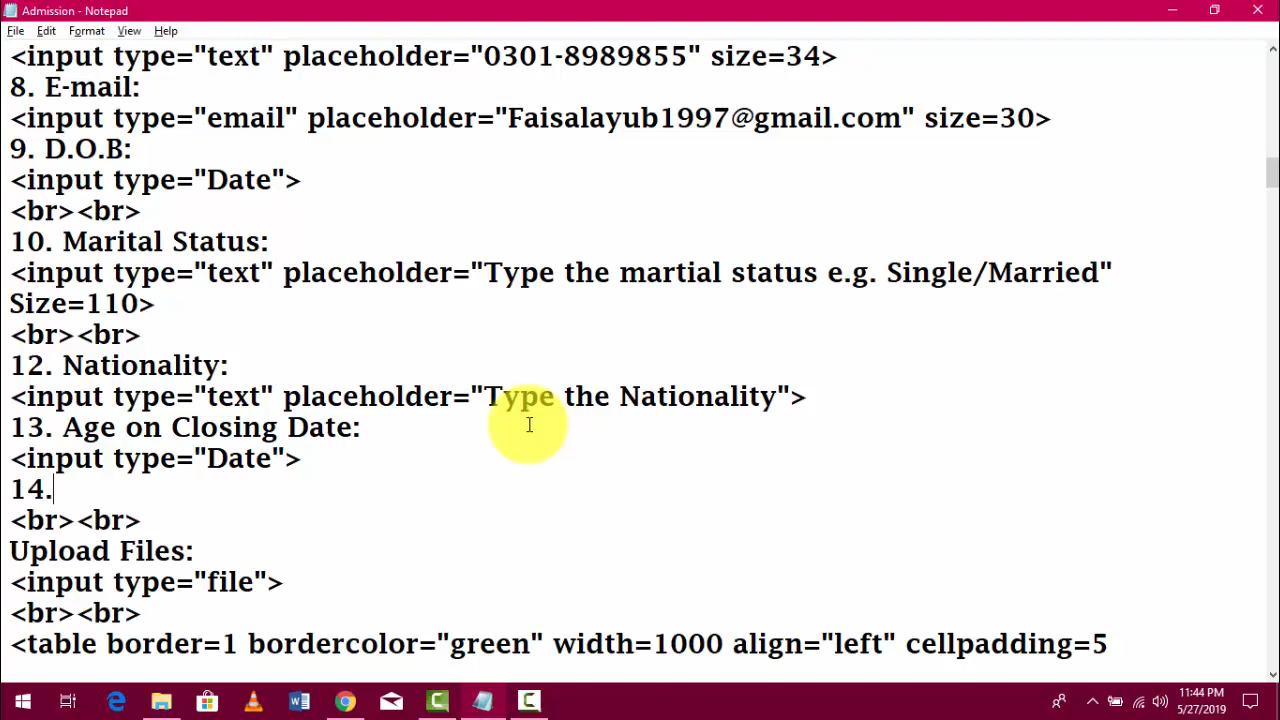 Admission - Notepad
File Edit Format View Help
<input type="text" placeholder="0301-8989855" size=34>
8. E-mail:
<input type="email" placeholder="Faisalayub1997@gmail.com" size=30>
9. D.O.B:
<input type="Date">
<br><br>
10. Marital Status:
<input type="text" placeholder="Type the martial status e.g. Single/Married"
Size=110>
<br><br>
12. Nationality:
<input type="text" placeholder="Type the Nationality">
13. Age on Closing Date:
<input type="Date">
14.
<br><br>
Upload Files:
<input type="file">
<br><br>
<table border=1 bordercolor="green" width=1000 align="left" cellpadding=5
11:44 PM
5/27/2019